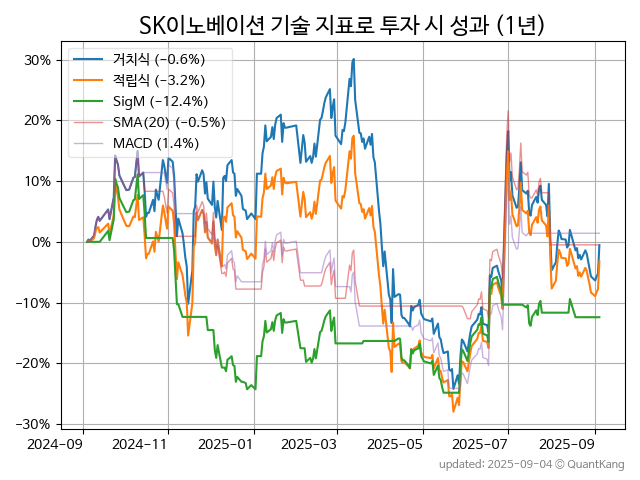 SK이노베이션 기술 지표로 투자 시 성과 (1년)
거치식 (−0.6%)
적립식 (−3.2%)
SigM (−12.4%)
SMA(20) (−0.5%)
MACD (1.4%)
30%
20%
10%
0%
−10%
−20%
−30%
2024-09 2024-11 2025-01 2025-03 2025-05 2025-07 2025-09
updated: 2025-09-04 © QuantKang